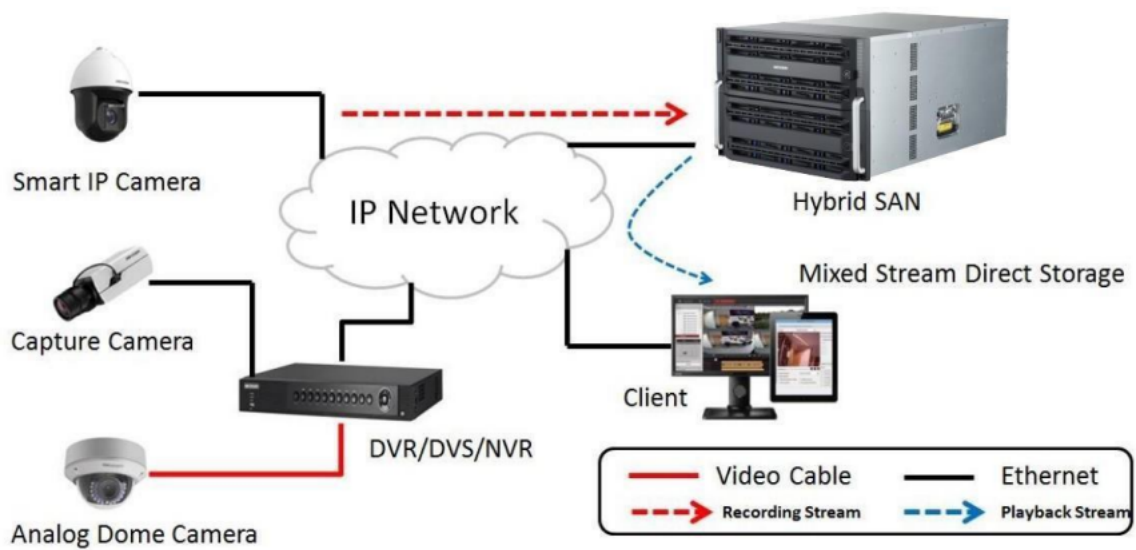 Smart IP Camera
IP Network
Hybrid SAN
Mixed Stream Direct Storage
Capture Camera
Client
DVR/DVS/NVR
Analog Dome Camera
Video Cable
Ethernet
Recording Stream
Playback Stream